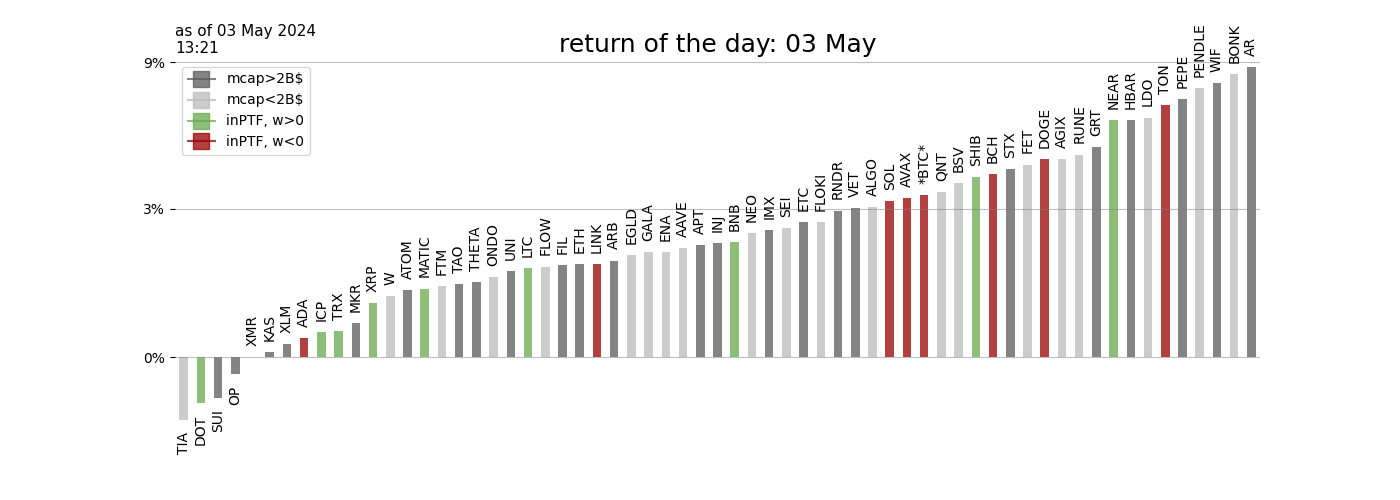 as of 03 May 2024
13:21
return of the day: 03 May
9%
3%
0%
mcap>2B$
mcap<2B$
inPTF, w>0
inPTF, w<0
TIA
DOT
SUI
OP
XMR
KAS
XLM
ADA
ICP
TRX
MKR
XRP
W
ATOM
MATIC
FTM
TAO
THETA
ONDO
UNI
LTC
FLOW
FIL
ETH
LINK
ARB
EGLD
GALA
ENA
AAVE
APT
INJ
BNB
NEO
IMX
SEI
ETC
FLOKI
RNDR
VET
ALGO
SOL
AVAX
*BTC*
QNT
BSV
SHIB
BCH
STX
FET
DOGE
AGIX
RUNE
GRT
NEAR
HBAR
LDO
TON
PEPE
PENDLE
WIF
BONK
AR